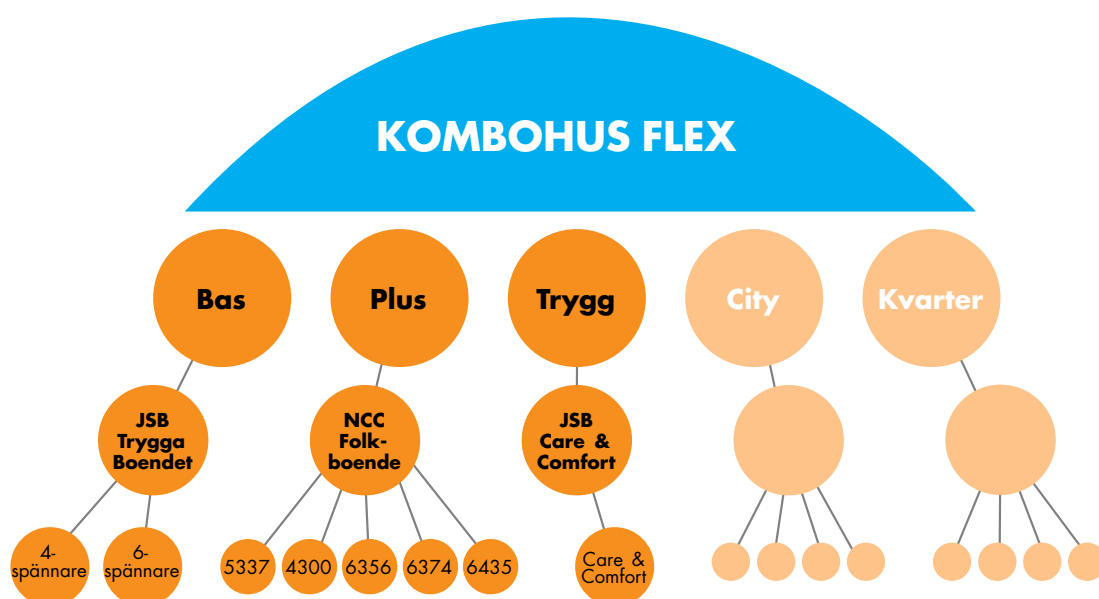 KOMBOHUS FLEX
Bas
Plus
Trygg
City
Kvarter
JSB
Trygga
Boendet
NCC
Folk-
boende
JSB
Care &
Comfort
4-
spännare
6-
spännare
5337
4300
6356
6374
6435
Care &
Comfort